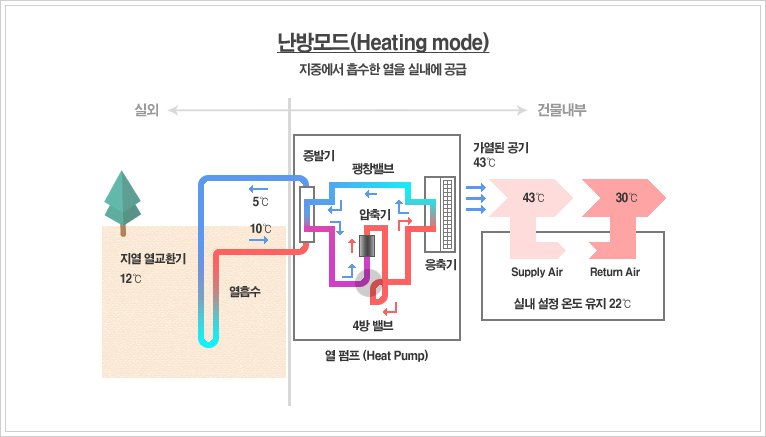 난방모드(Heating mode)
지중에서 흡수한 열을 실내에 공급
실외
건물내부
증발기
팽창밸브
가열된 공기
43℃
5℃
43℃
30℃
압축기
10℃
지열 열교환기
12℃
응축기
Supply Air
Return Air
열흡수
실내 설정 온도 유지 22℃
4방 밸브
열 펌프 (Heat Pump)